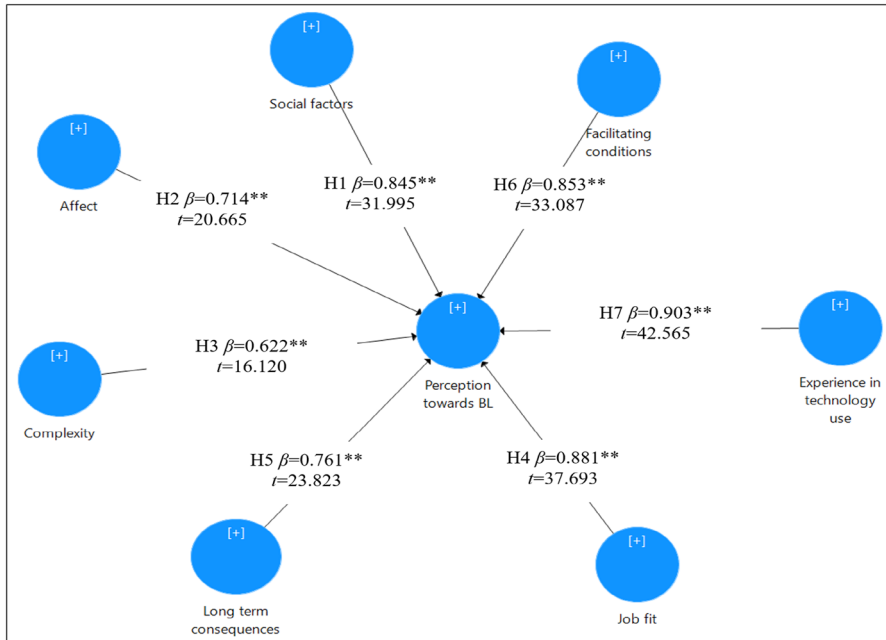 [+]
Social factors
[+]
Facilitating
conditions
[+]
Affect
H2 β=0.714**
t=20.665
H1 β=0.845**
t=31.995
H6 β=0.853**
t=33.087
[+]
Perception
towards BL
H7 β=0.903**
t=42.565
[+]
Experience in
technology
use
H3 β=0.622**
t=16.120
[+]
Complexity
H5 β=0.761**
t=23.823
H4 β=0.881**
t=37.693
[+]
Long term
consequences
[+]
Job fit